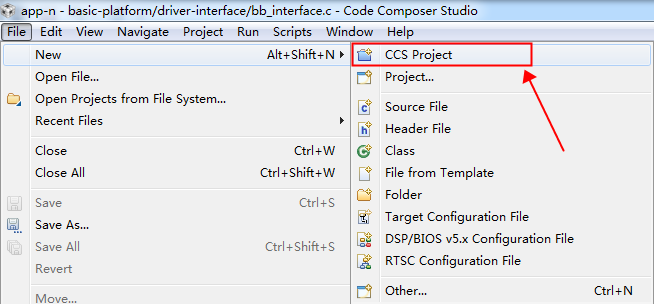 app-n - basic-platform/driver-interface/bb_interface.c - Code Composer Studio
File Edit View Navigate Project Run Scripts Window Help
New Alt+Shift+N
Open File...
Open Projects from File System...
Recent Files
Close Ctrl+W
Close All Ctrl+Shift+W
Save Ctrl+S
Save As...
Save All Ctrl+Shift+S
Revert
Move...
CCS Project
Project...
Source File
Header File
Class
File from Template
Folder
Target Configuration File
DSP/BIOS v5.x Configuration File
RTSC Configuration File
Other... Ctrl+N